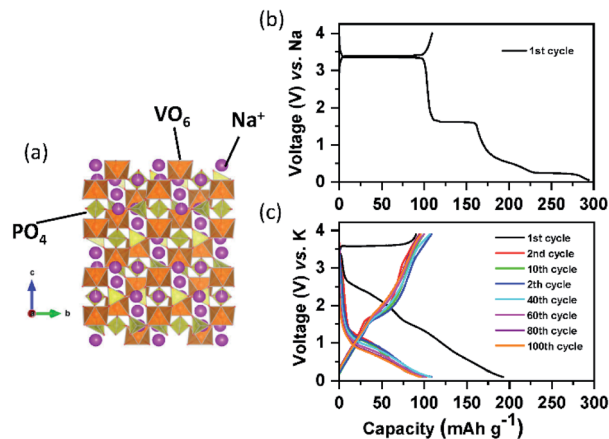 (a)
VO6
Na+
PO4
c
a
b
(b)
Voltage (V) vs. Na
4
3
2
1
0
1st cycle
0 50 100 150 200 250 300
(c)
Voltage (V) vs. K
4
3
2
1
0
1st cycle
2nd cycle
10th cycle
2th cycle
40th cycle
60th cycle
80th cycle
100th cycle
0 50 100 150 200 250 300
Capacity (mAh g-1)